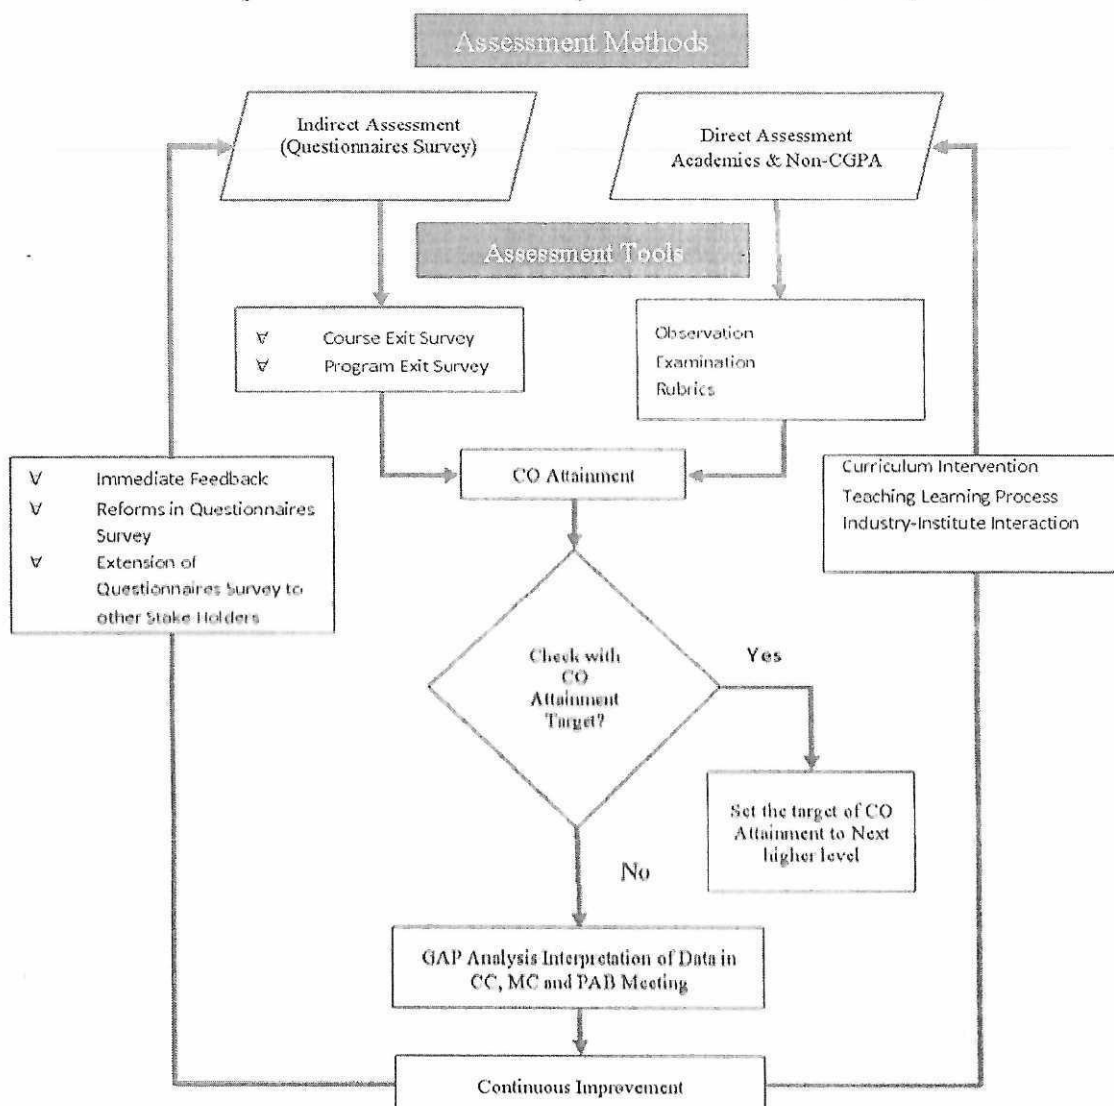 Assessment Methods
Indirect Assessment
(Questionnaires Survey)
Direct Assessment
Academics & Non-CGPA
Assessment Tools
∀ Course Exit Survey
∀ Program Exit Survey
Observation
Examination
Rubrics
CO Attainment
∀ Immediate Feedback
∀ Reforms in Questionnaires
Survey
∀ Extension of
Questionnaires Survey to
other Stake Holders
Curriculum Intervention
Teaching Learning Process
Industry-Institute Interaction
Check with
CO
Attainment
Target?
Yes
Set the target of CO
Attainment to Next
higher level
No
GAP Analysis Interpretation of Data in
CC, MC and PAB Meeting
Continuous Improvement